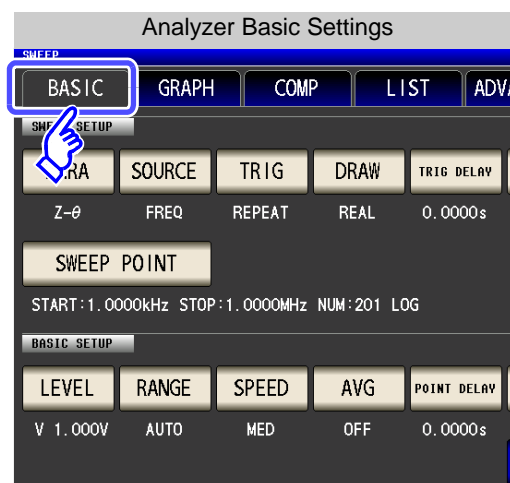 Analyzer Basic Settings
SWEEP
BASIC GRAPH COMP LIST
SETUP
SOURCE TRIG DRAW TRIG DELAY
Z-θ FREQ REPEAT REAL 0.0000s
SWEEP POINT
START:1.0000kHz STOP:1.0000MHz NUM:201 LOG
BASIC SETUP
LEVEL RANGE SPEED AVG POINT DELAY
V 1.000V AUTO MED OFF 0.0000s